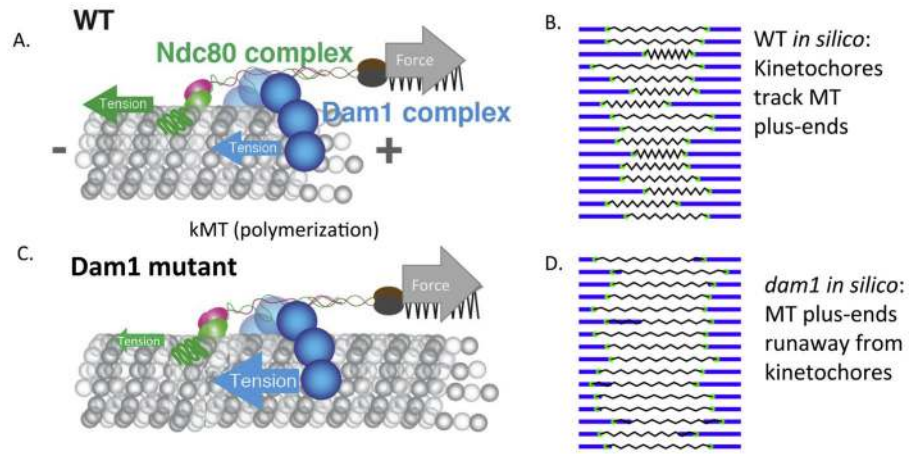 WT
A.
Ndc80 complex
Force
Tension
Dam1 complex
Tension
-
+
kMT (polymerization)
B.
WT in silico:
Kinetochores
track MT
plus-ends
C.
Dam1 mutant
Force
Tension
Tension
D.
dam1 in silico:
MT plus-ends
runaway from
kinetochores